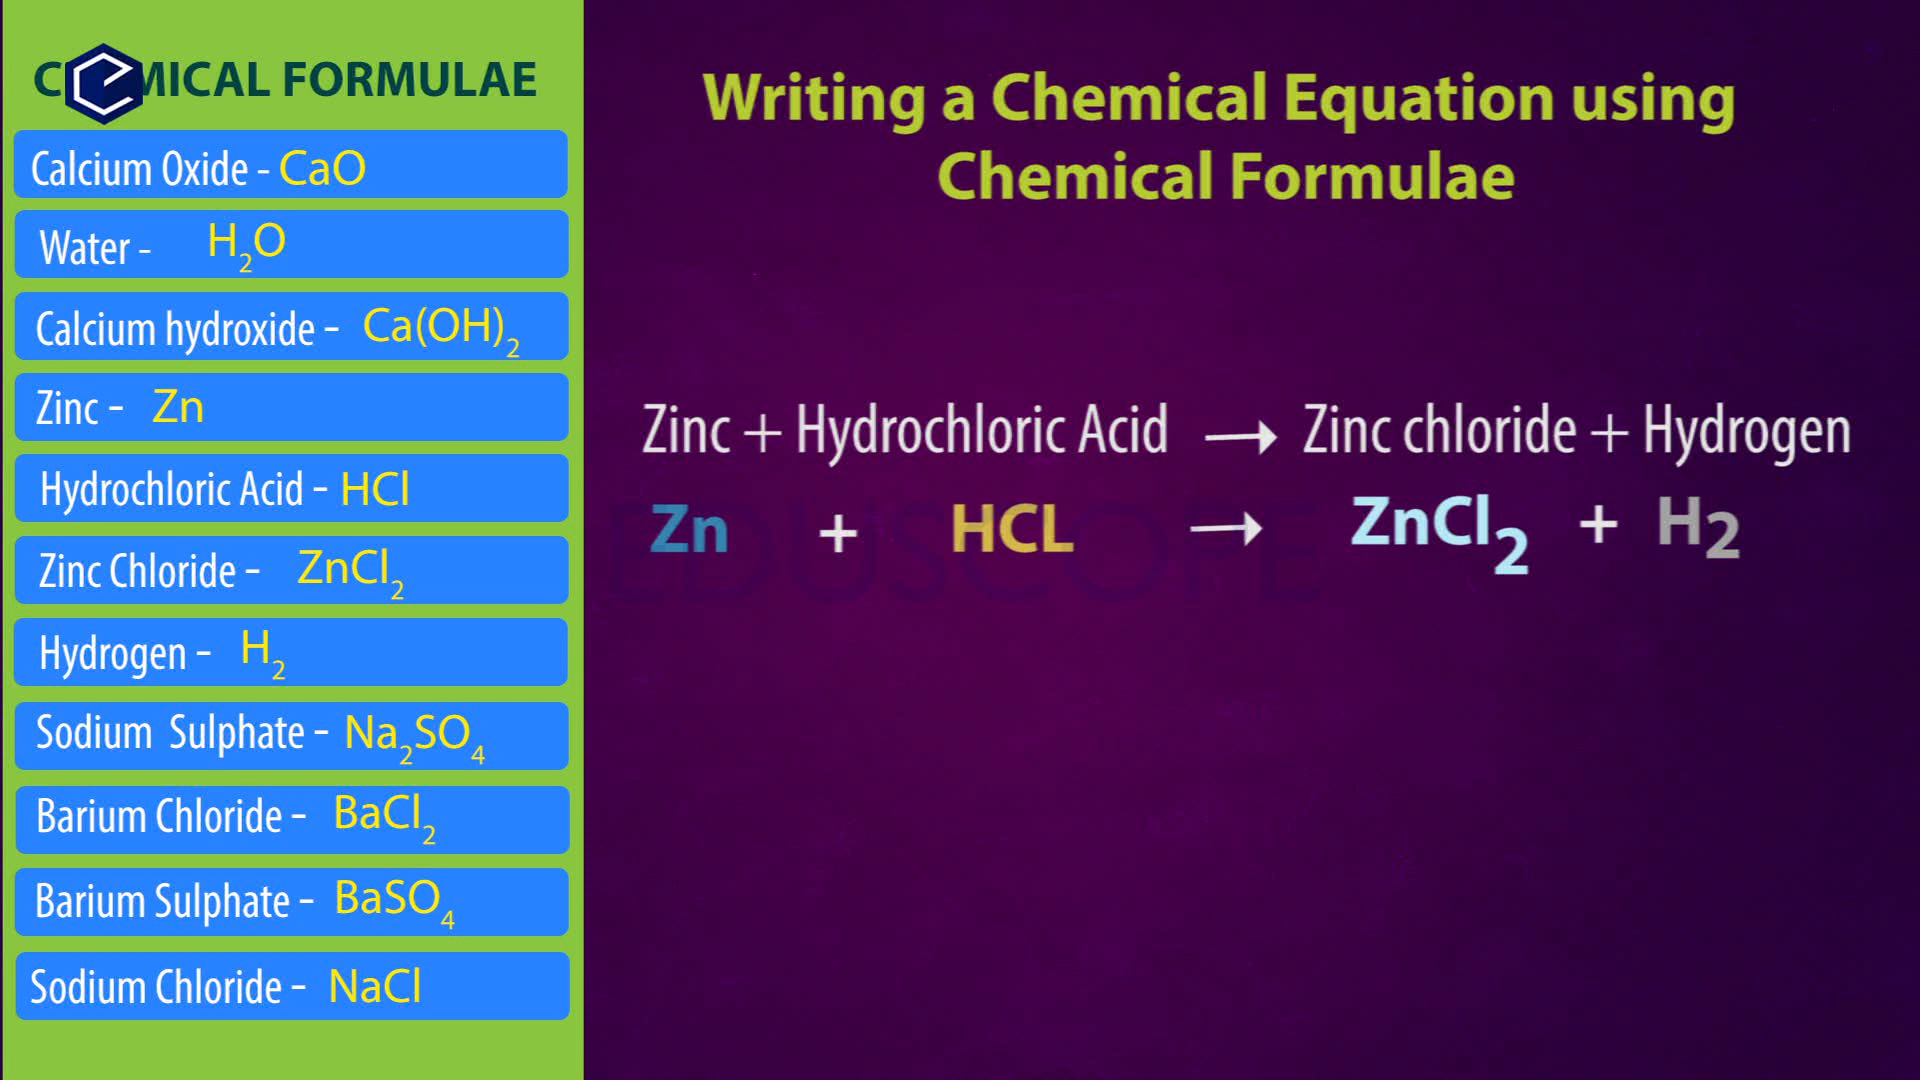 C MICAL FORMULAE
Calcium Oxide - CaO
Water - H₂O
Calcium hydroxide - Ca(OH)₂
Zinc - Zn
Hydrochloric Acid - HCl
Zinc Chloride - ZnCl₂
Hydrogen - H₂
Sodium Sulphate - Na₂SO₄
Barium Chloride - BaCl₂
Barium Sulphate - BaSO₄
Sodium Chloride - NaCl
Writing a Chemical Equation using
Chemical Formulae
Zinc + Hydrochloric Acid → Zinc chloride + Hydrogen
Zn + HCL → ZnCl₂ + H₂
EDUSCOPE